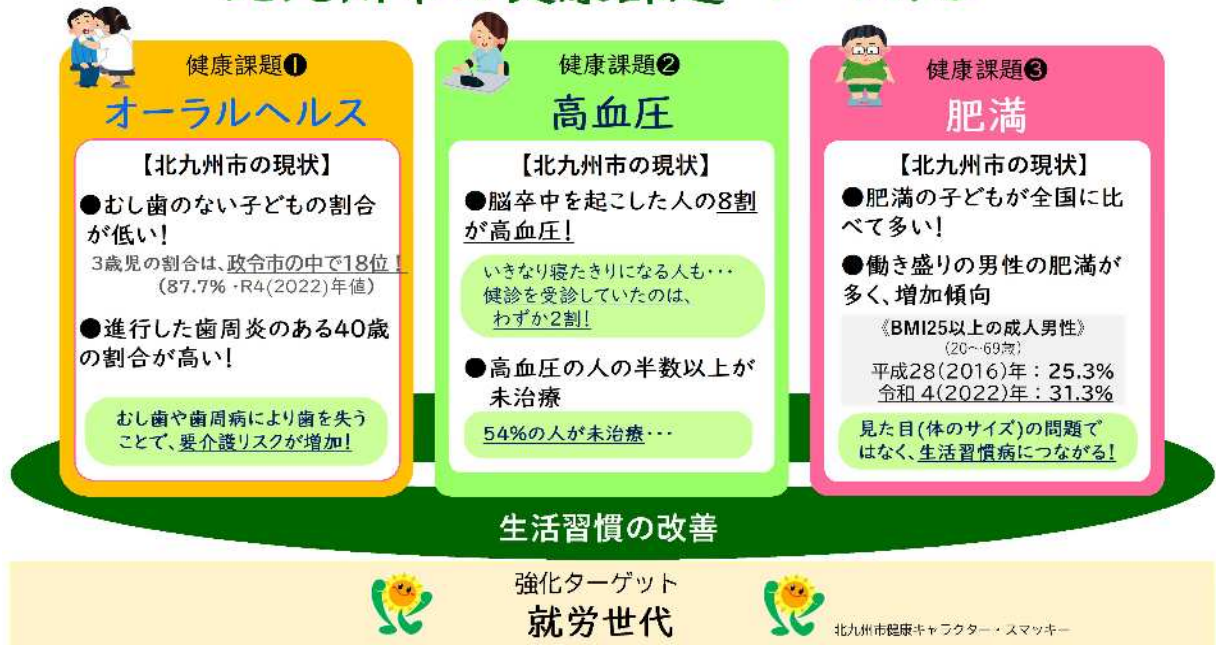 健康課題❶
オーラルヘルス
【北九州市の現状】
●むし歯のない子どもの割合
が低い！
3歳児の割合は、政令市の中で18位！
(87.7% ・R4(2022)年値)
●進行した歯周炎のある40歳
の割合が高い！
むし歯や歯周病により歯を失う
ことで、要介護リスクが増加！
健康課題❷
高血圧
【北九州市の現状】
●脳卒中を起こした人の8割
が高血圧！
いきなり寝たきりになる人も・・・
健診を受診していたのは、
わずか2割！
●高血圧の人の半数以上が
未治療
54%の人が未治療・・・
健康課題❸
肥満
【北九州市の現状】
●肥満の子どもが全国に比
べて多い！
●働き盛りの男性の肥満が
多く、増加傾向
《BMI25以上の成人男性》
(20～69歳)
平成28(2016)年：25.3%
令和 4(2022)年：31.3%
見た目(体のサイズ)の問題で
はなく、生活習慣病につながる！
生活習慣の改善
強化ターゲット
就労世代
北九州市健康キャラクター・スマッキー